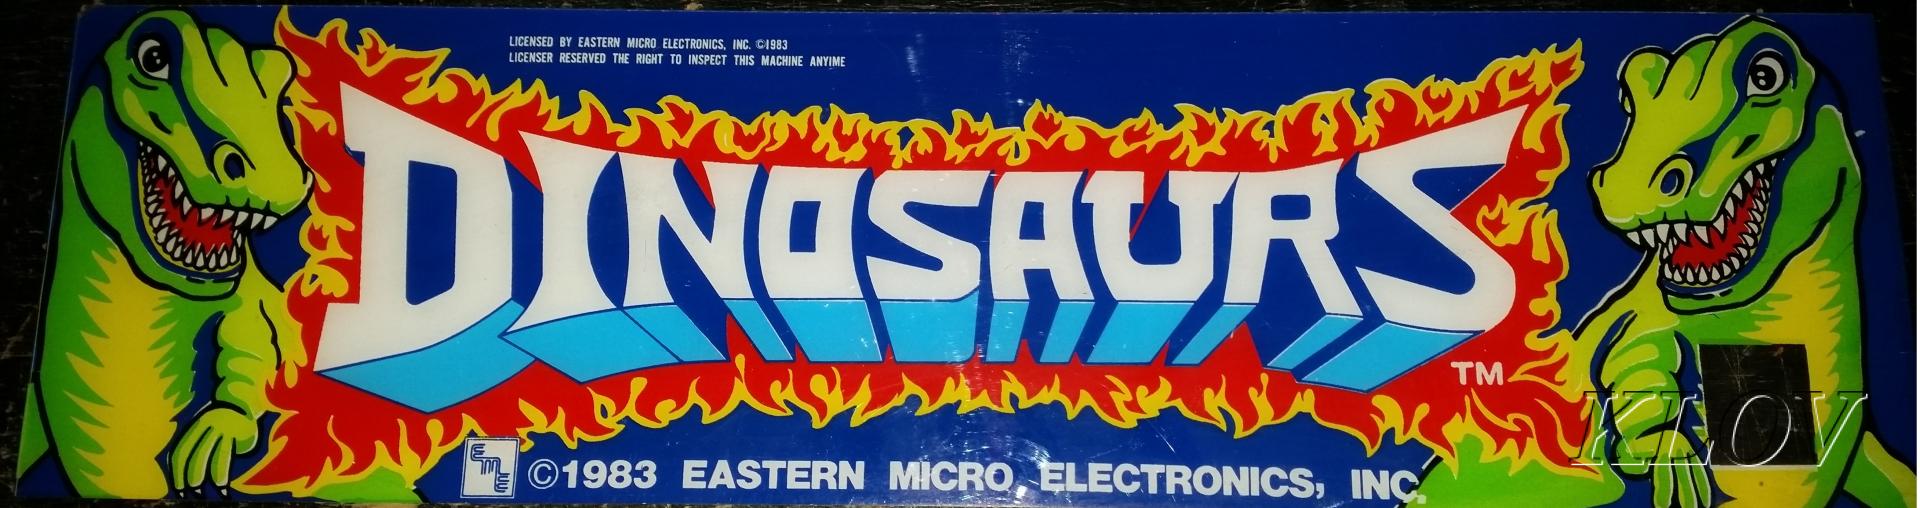 LICENSED BY EASTERN MICRO ELECTRONICS, INC. ©1983
LICENSER RESERVED THE RIGHT TO INSPECT THIS MACHINE ANYIME
DINOSAURS
TM
EME
©1983 EASTERN MICRO ELECTRONICS, INC.
KLOV